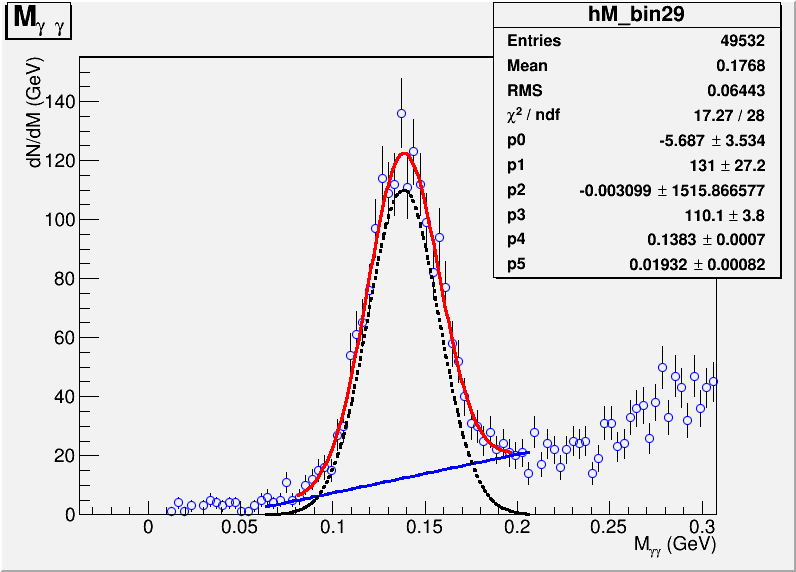 M γ γ
hM_bin29
Entries 49532
Mean 0.1768
RMS 0.06443
χ² / ndf 17.27 / 28
p0 -5.687 ± 3.534
p1 131 ± 27.2
p2 -0.003099 ± 1515.866577
p3 110.1 ± 3.8
p4 0.1383 ± 0.0007
p5 0.01932 ± 0.00082
dN/dM (GeV)
140
120
100
80
60
40
20
0
0 0.05 0.1 0.15 0.2 0.25 0.3
Mγγ (GeV)